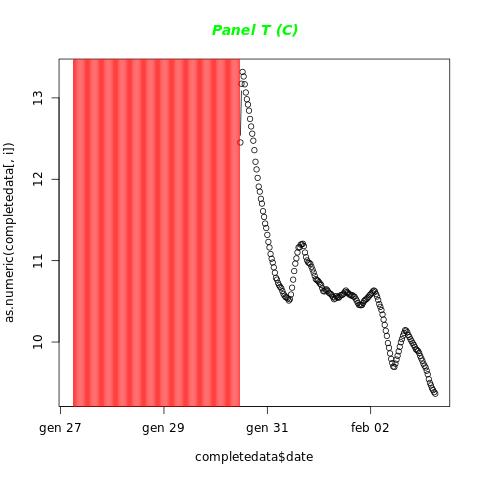 Panel T (C)
as.numeric(completedata[, i])
13
12
11
10
gen 27
gen 29
gen 31
feb 02
completedata$date